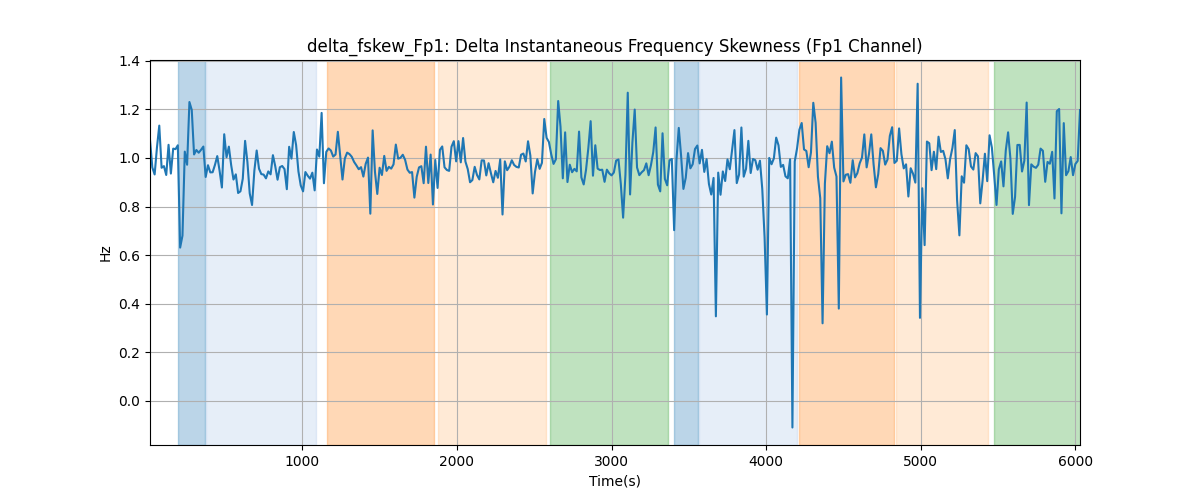 delta_fskew_Fp1: Delta Instantaneous Frequency Skewness (Fp1 Channel)
1.4
1.2
1.0
0.8
0.6
0.4
0.2
0.0
Hz
1000 2000 3000 4000 5000 6000
Time(s)